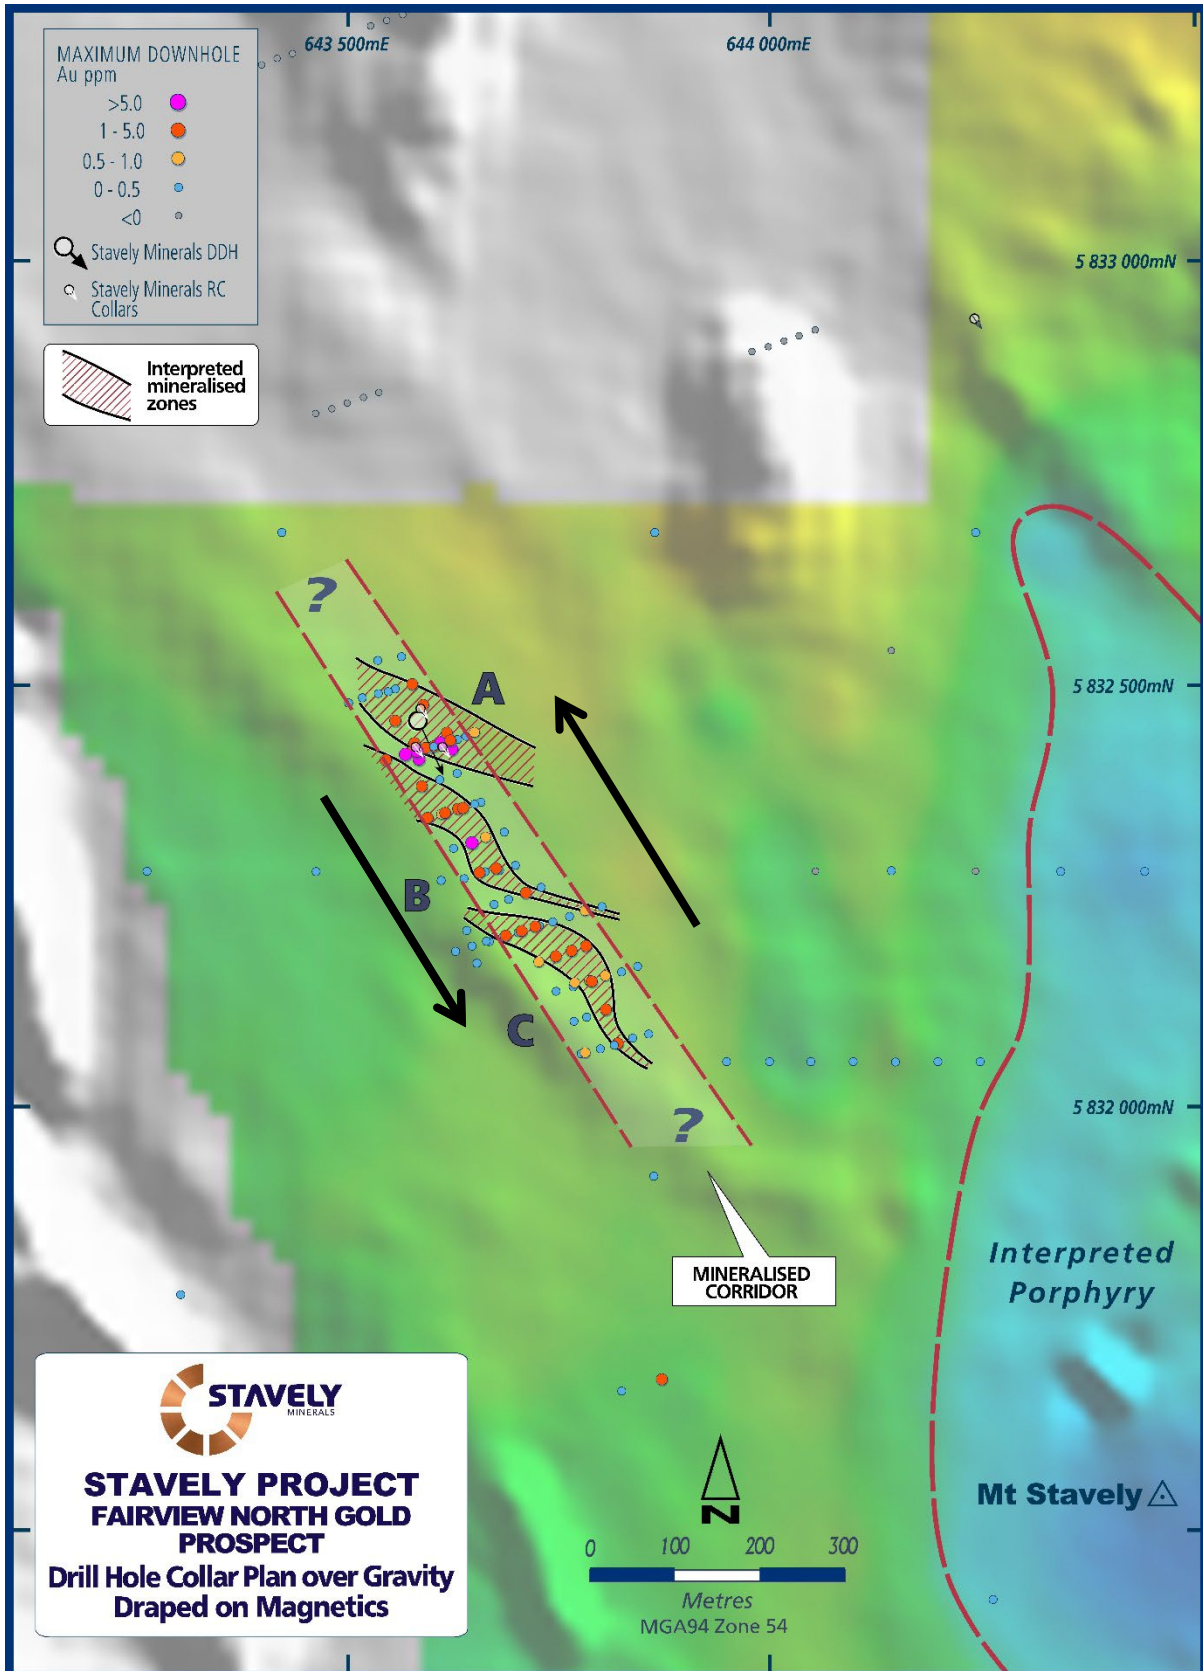 643 500mE
644 000mE
MAXIMUM DOWNHOLE
Au ppm
>5.0
1 - 5.0
0.5 - 1.0
0 - 0.5
<0
Stavely Minerals DDH
Stavely Minerals RC
Collars
Interpreted
mineralised
zones
5 833 000mN
?
A
5 832 500mN
B
C
5 832 000mN
?
MINERALISED
CORRIDOR
Interpreted
Porphyry
Mt Stavely
STAVELY
MINERALS
STAVELY PROJECT
FAIRVIEW NORTH GOLD
PROSPECT
Drill Hole Collar Plan over Gravity
Draped on Magnetics
N
0 100 200 300
Metres
MGA94 Zone 54